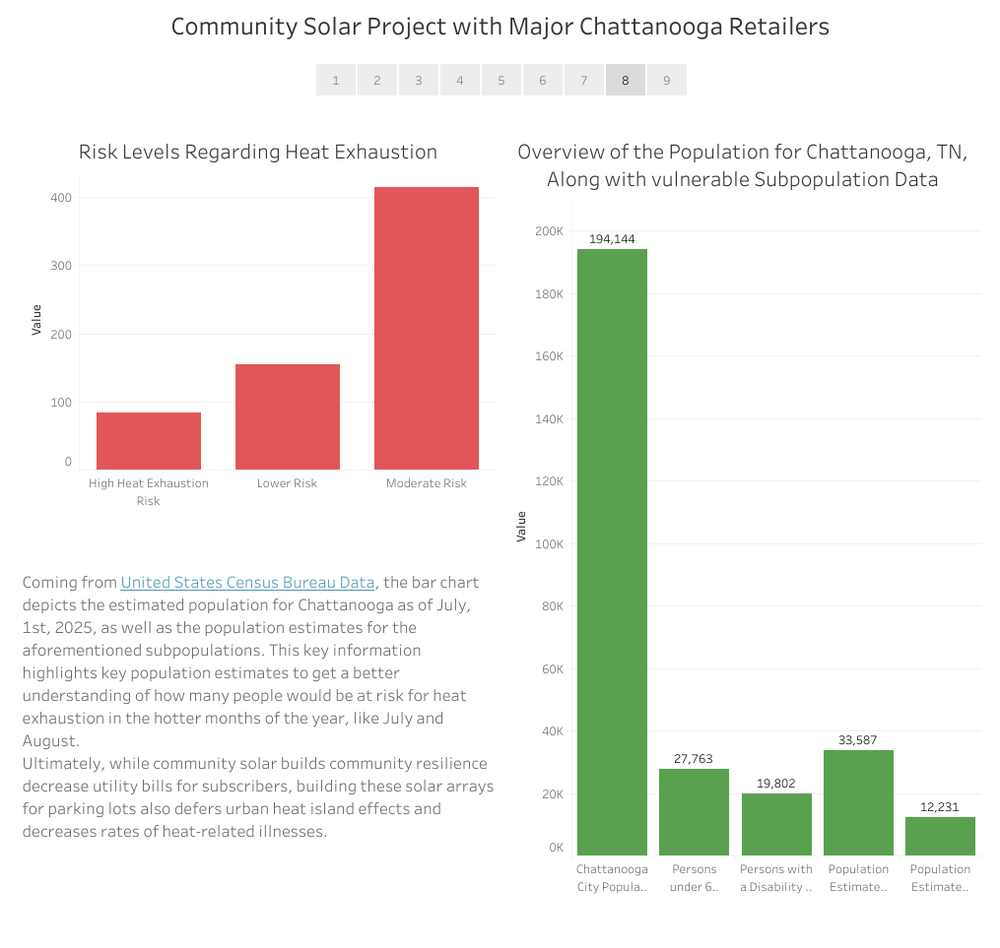 Community Solar Project with Major Chattanooga Retailers
1 2 3 4 5 6 7 8 9
Risk Levels Regarding Heat Exhaustion
400
300
200
100
0
Value
High Heat Exhaustion
Risk
Lower Risk
Moderate Risk
Coming from United States Census Bureau Data, the bar chart
depicts the estimated population for Chattanooga as of July,
1st, 2025, as well as the population estimates for the
aforementioned subpopulations. This key information
highlights key population estimates to get a better
understanding of how many people would be at risk for heat
exhaustion in the hotter months of the year, like July and
August.
Ultimately, while community solar builds community resilience
decrease utility bills for subscribers, building these solar arrays
for parking lots also defers urban heat island effects and
decreases rates of heat-related illnesses.
Overview of the Population for Chattanooga, TN,
Along with vulnerable Subpopulation Data
200K
180K
160K
140K
120K
100K
80K
60K
40K
20K
0K
Value
194,144
27,763
19,802
33,587
12,231
Chattanooga
City Popula..
Persons
under 6..
Persons with
a Disability ..
Population
Estimate..
Population
Estimate..